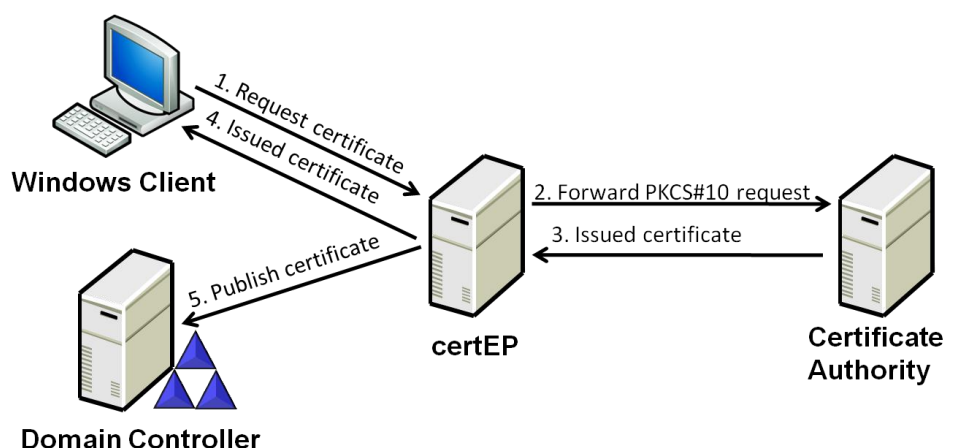 1. Request certificate
4. Issued certificate
Windows Client
2. Forward PKCS#10 request
3. Issued certificate
5. Publish certificate
certEP
Certificate
Authority
Domain Controller